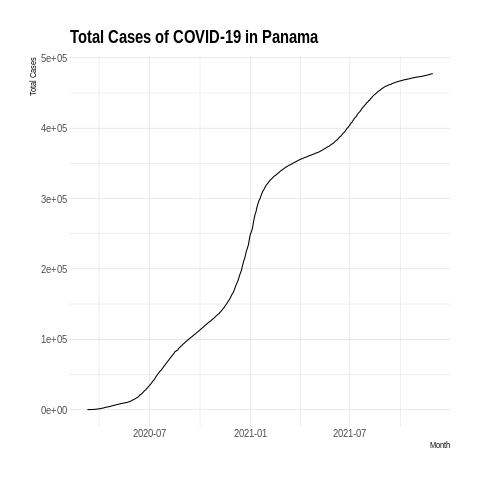 Total Cases of COVID-19 in Panama
Total Cases
5e+05
4e+05
3e+05
2e+05
1e+05
0e+00
2020-07 2021-01 2021-07
Month